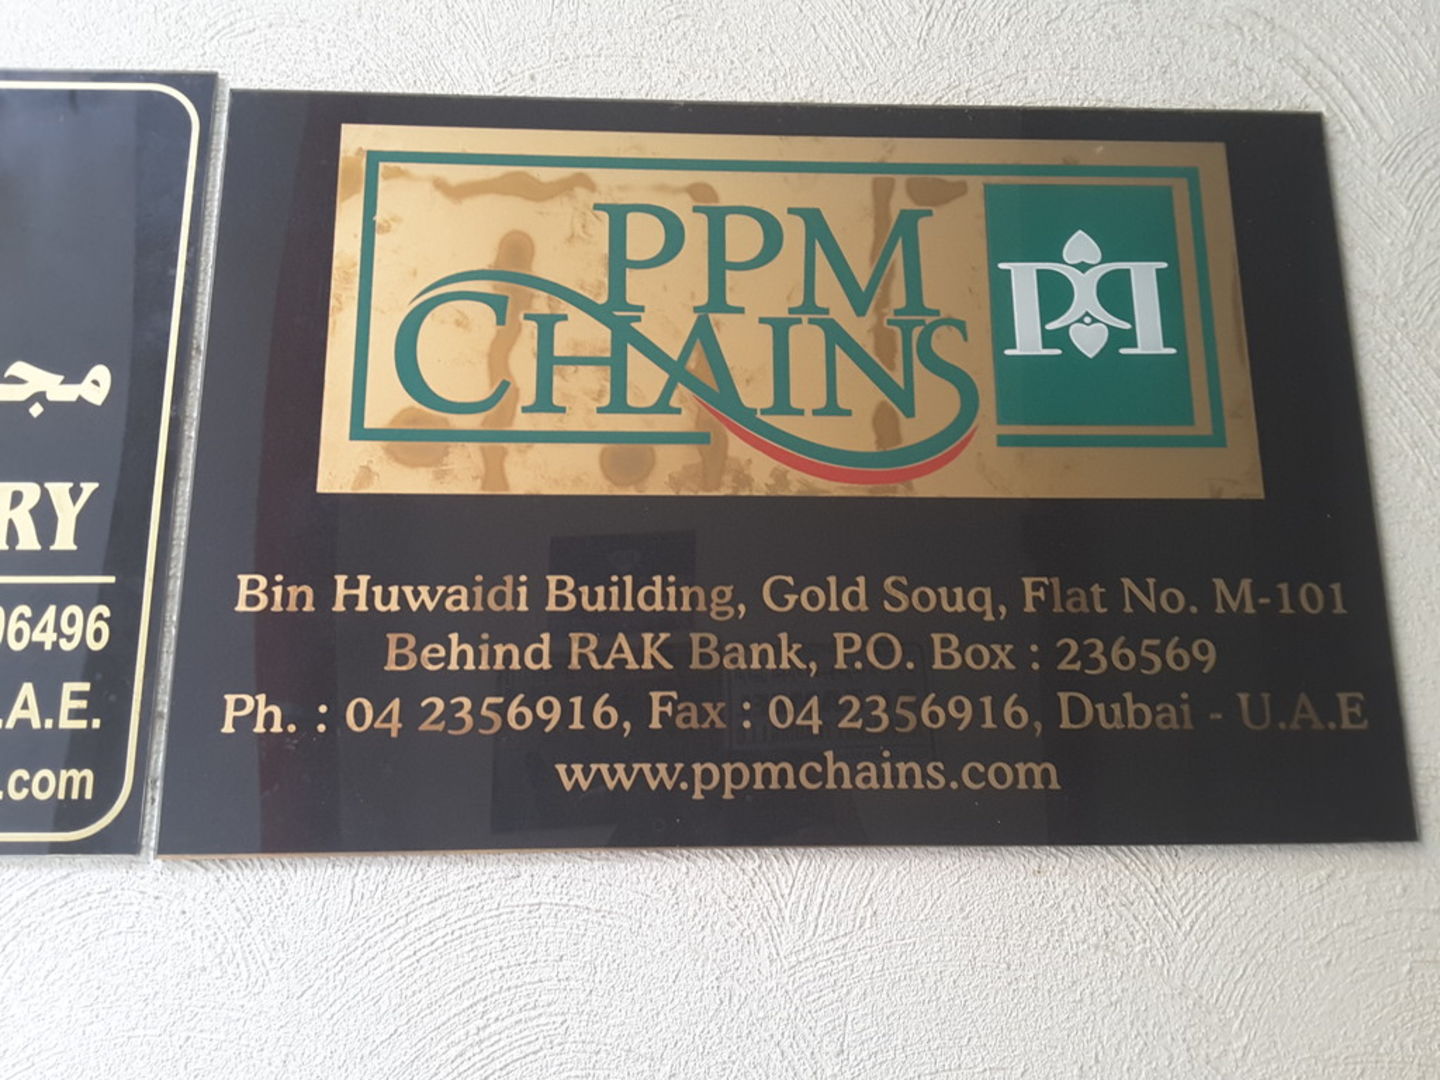 مجـ
RY
06496
.A.E.
.com
PPM
CHAINS
Bin Huwaidi Building, Gold Souq, Flat No. M-101
Behind RAK Bank, P.O. Box : 236569
Ph. : 04 2356916, Fax : 04 2356916, Dubai - U.A.E
www.ppmchains.com